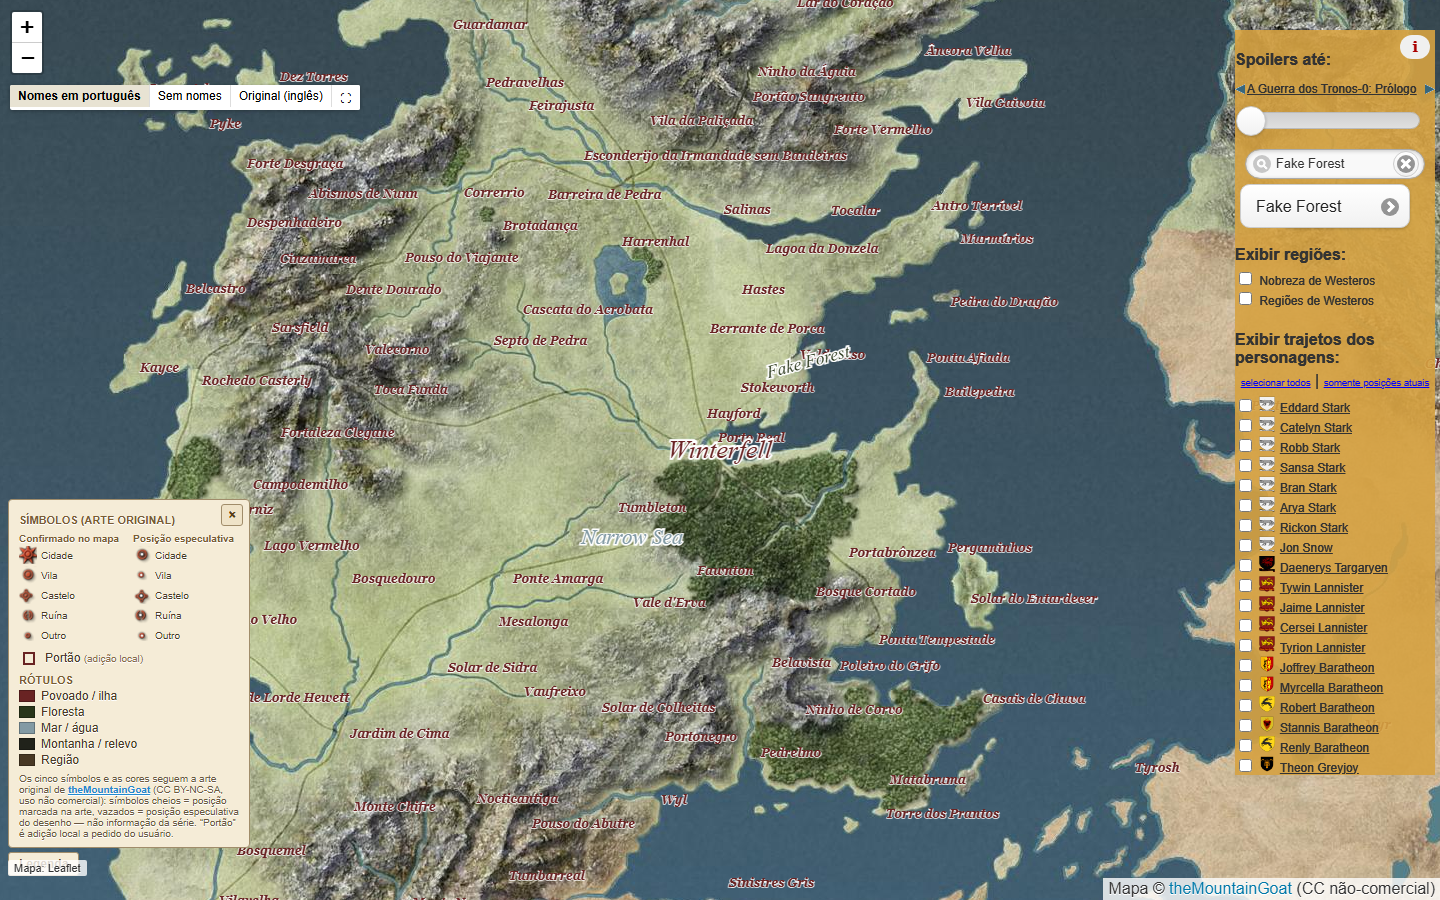 +
−
Nomes em português
Sem nomes
Original (inglês)
Guardamar
Lar do Coração
Âncora Velha
Dez Torres
Pedravelhas
Ninho da Águia
Feirajusta
Portão Sangrento
Vila Gaivota
Pyke
Vila da Paliçada
Forte Vermelho
Forte Desgraça
Esconderijo da Irmandade sem Bandeiras
Abismos de Nunn
Correrrio
Barreira de Pedra
Salinas
Tocalar
Antro Terrível
Despenhadeiro
Brotadança
Harrenhal
Lagoa da Donzela
Murmúrios
Cinzamarca
Pouso do Viajante
Belcastro
Dente Dourado
Hastes
Pedra do Dragão
Cascata do Acrobata
Sarsfield
Septo de Pedra
Berrante de Porca
Valecorno
Fake Forest
Ponta Afiada
Kayce
Rochedo Casterly
Toca Funda
Stokeworth
Bailepedra
Hayford
Fortaleza Clegane
Porto Real
Winterfell
Campodemilho
Tumbleton
Narrow Sea
Lago Vermelho
Portabrônzea
Pergaminhos
Bosquedouro
Ponte Amarga
Fawnton
Bosque Cortado
Solar do Entardecer
Vale d'Erva
o Velho
Mesalonga
Ponta Tempestade
Solar de Sidra
Belavista
Poleiro do Grifo
de Lorde Hewett
Vaufreixo
Solar de Colheitas
Ninho de Corvo
Casais de Chuva
Jardim de Cima
Portonegro
Pedrelmo
Tyrosh
Matabruma
Monte Chifre
Nocticantiga
Wyl
Pouso do Abutre
Torre dos Prantos
Bosquemel
Tumbarreal
Sinistres Gris
SÍMBOLOS (ARTE ORIGINAL)
×
Confirmado no mapa
Posição especulativa
Cidade
Cidade
Vila
Vila
Castelo
Castelo
Ruína
Ruína
Outro
Outro
Portão (adição local)
RÓTULOS
Povoado / ilha
Floresta
Mar / água
Montanha / relevo
Região
Os cinco símbolos e as cores seguem a arte
original de theMountainGoat (CC BY-NC-SA,
uso não comercial): símbolos cheios = posição
marcada na arte, vazados = posição especulativa
do desenho — não informação da série. "Portão"
é adição local a pedido do usuário.
Mapa: Leaflet
i
Spoilers até:
A Guerra dos Tronos-0: Prólogo
Fake Forest
Fake Forest
Exibir regiões:
Nobreza de Westeros
Regiões de Westeros
Exibir trajetos dos
personagens:
selecionar todos | somente posições atuais
Eddard Stark
Catelyn Stark
Robb Stark
Sansa Stark
Bran Stark
Arya Stark
Rickon Stark
Jon Snow
Daenerys Targaryen
Tywin Lannister
Jaime Lannister
Cersei Lannister
Tyrion Lannister
Joffrey Baratheon
Myrcella Baratheon
Robert Baratheon
Stannis Baratheon
Renly Baratheon
Theon Greyjoy
Mapa © theMountainGoat (CC não-comercial)